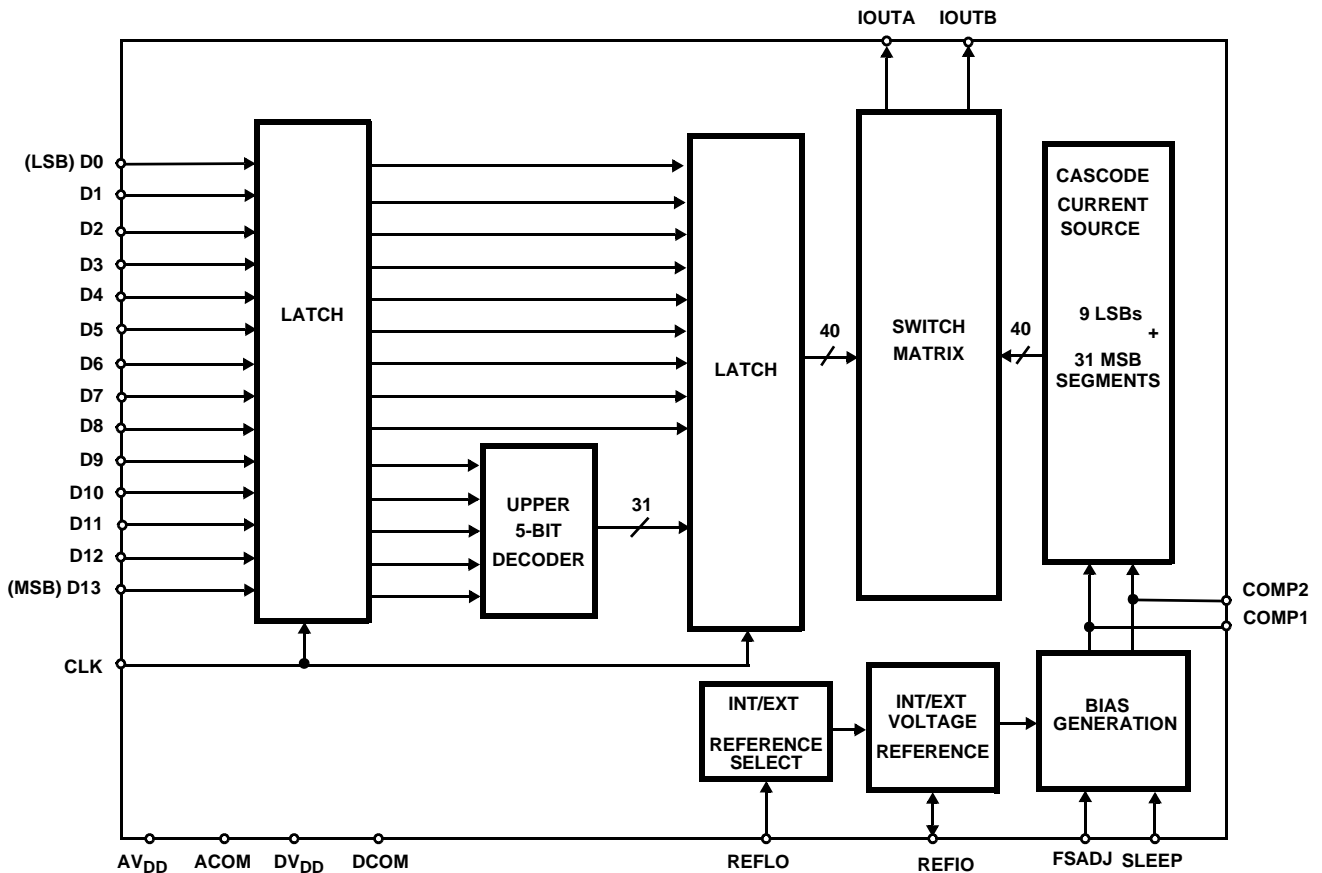 IOUTA IOUTB
(LSB) D0
D1
D2
D3
D4
D5
D6
D7
D8
D9
D10
D11
D12
(MSB) D13
CLK
LATCH
UPPER
5-BIT
DECODER
31
LATCH
40
SWITCH
MATRIX
40
CASCODE
CURRENT
SOURCE
9 LSBs
+
31 MSB
SEGMENTS
COMP2
COMP1
INT/EXT
REFERENCE
SELECT
INT/EXT
VOLTAGE
REFERENCE
BIAS
GENERATION
AVDD ACOM DVDD DCOM REFLO REFIO FSADJ SLEEP